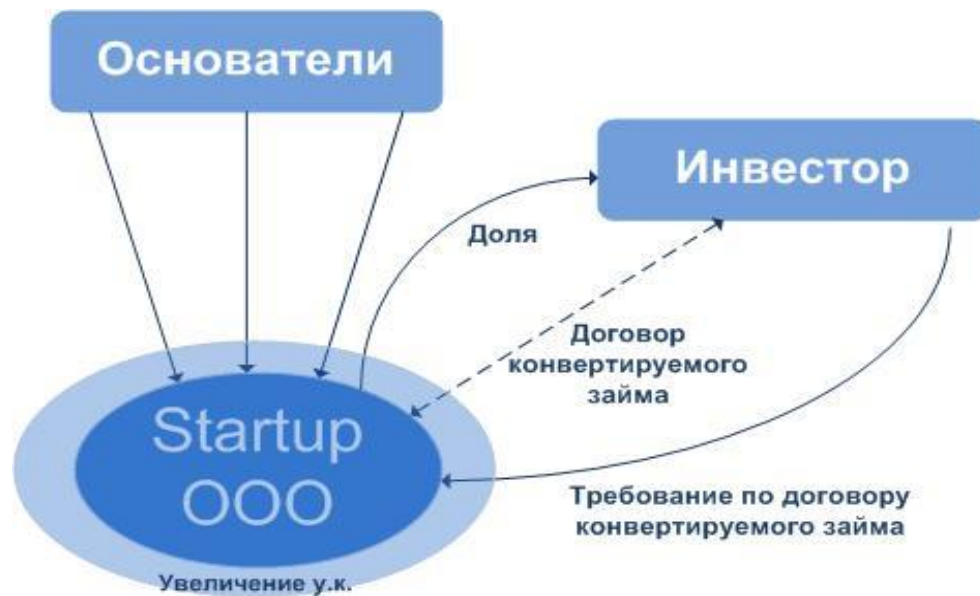 Основатели
Инвестор
Доля
Договор
конвертируемого
займа
Startup
ООО
Требование по договору
конвертируемого займа
Увеличение у.к.